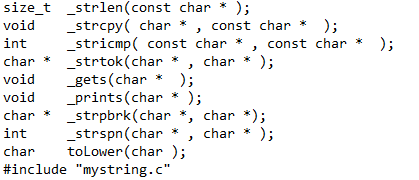 size_t  _strlen(const char * );
void    _strcpy( char * , const char *  );
int     _stricmp( const char * , const char *  );
char *  _strtok(char * , char * );
void    _gets(char *  );
void    _prints(char * );
char *  _strpbrk(char *, char *);
int     _strspn(char * , char * );
char    toLower(char );
#include "mystring.c"